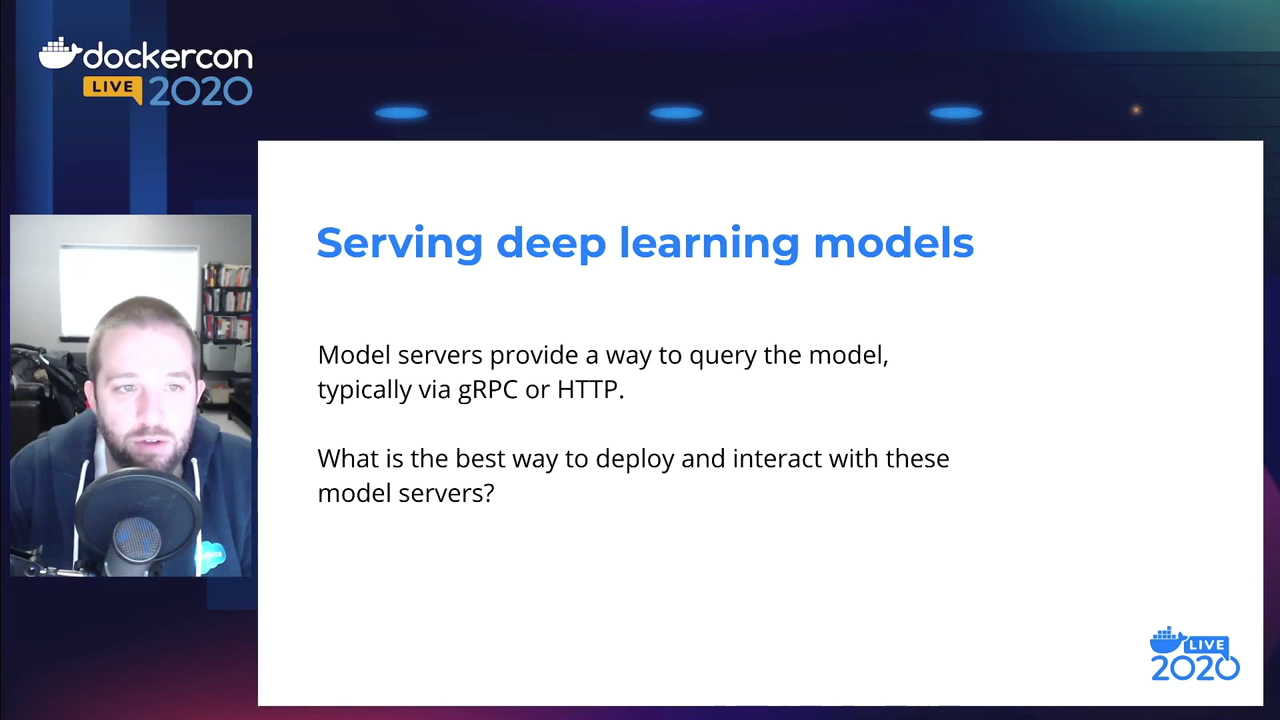 dockercon
LIVE 2020
Serving deep learning models
Model servers provide a way to query the model,
typically via gRPC or HTTP.
What is the best way to deploy and interact with these
model servers?
LIVE
2020